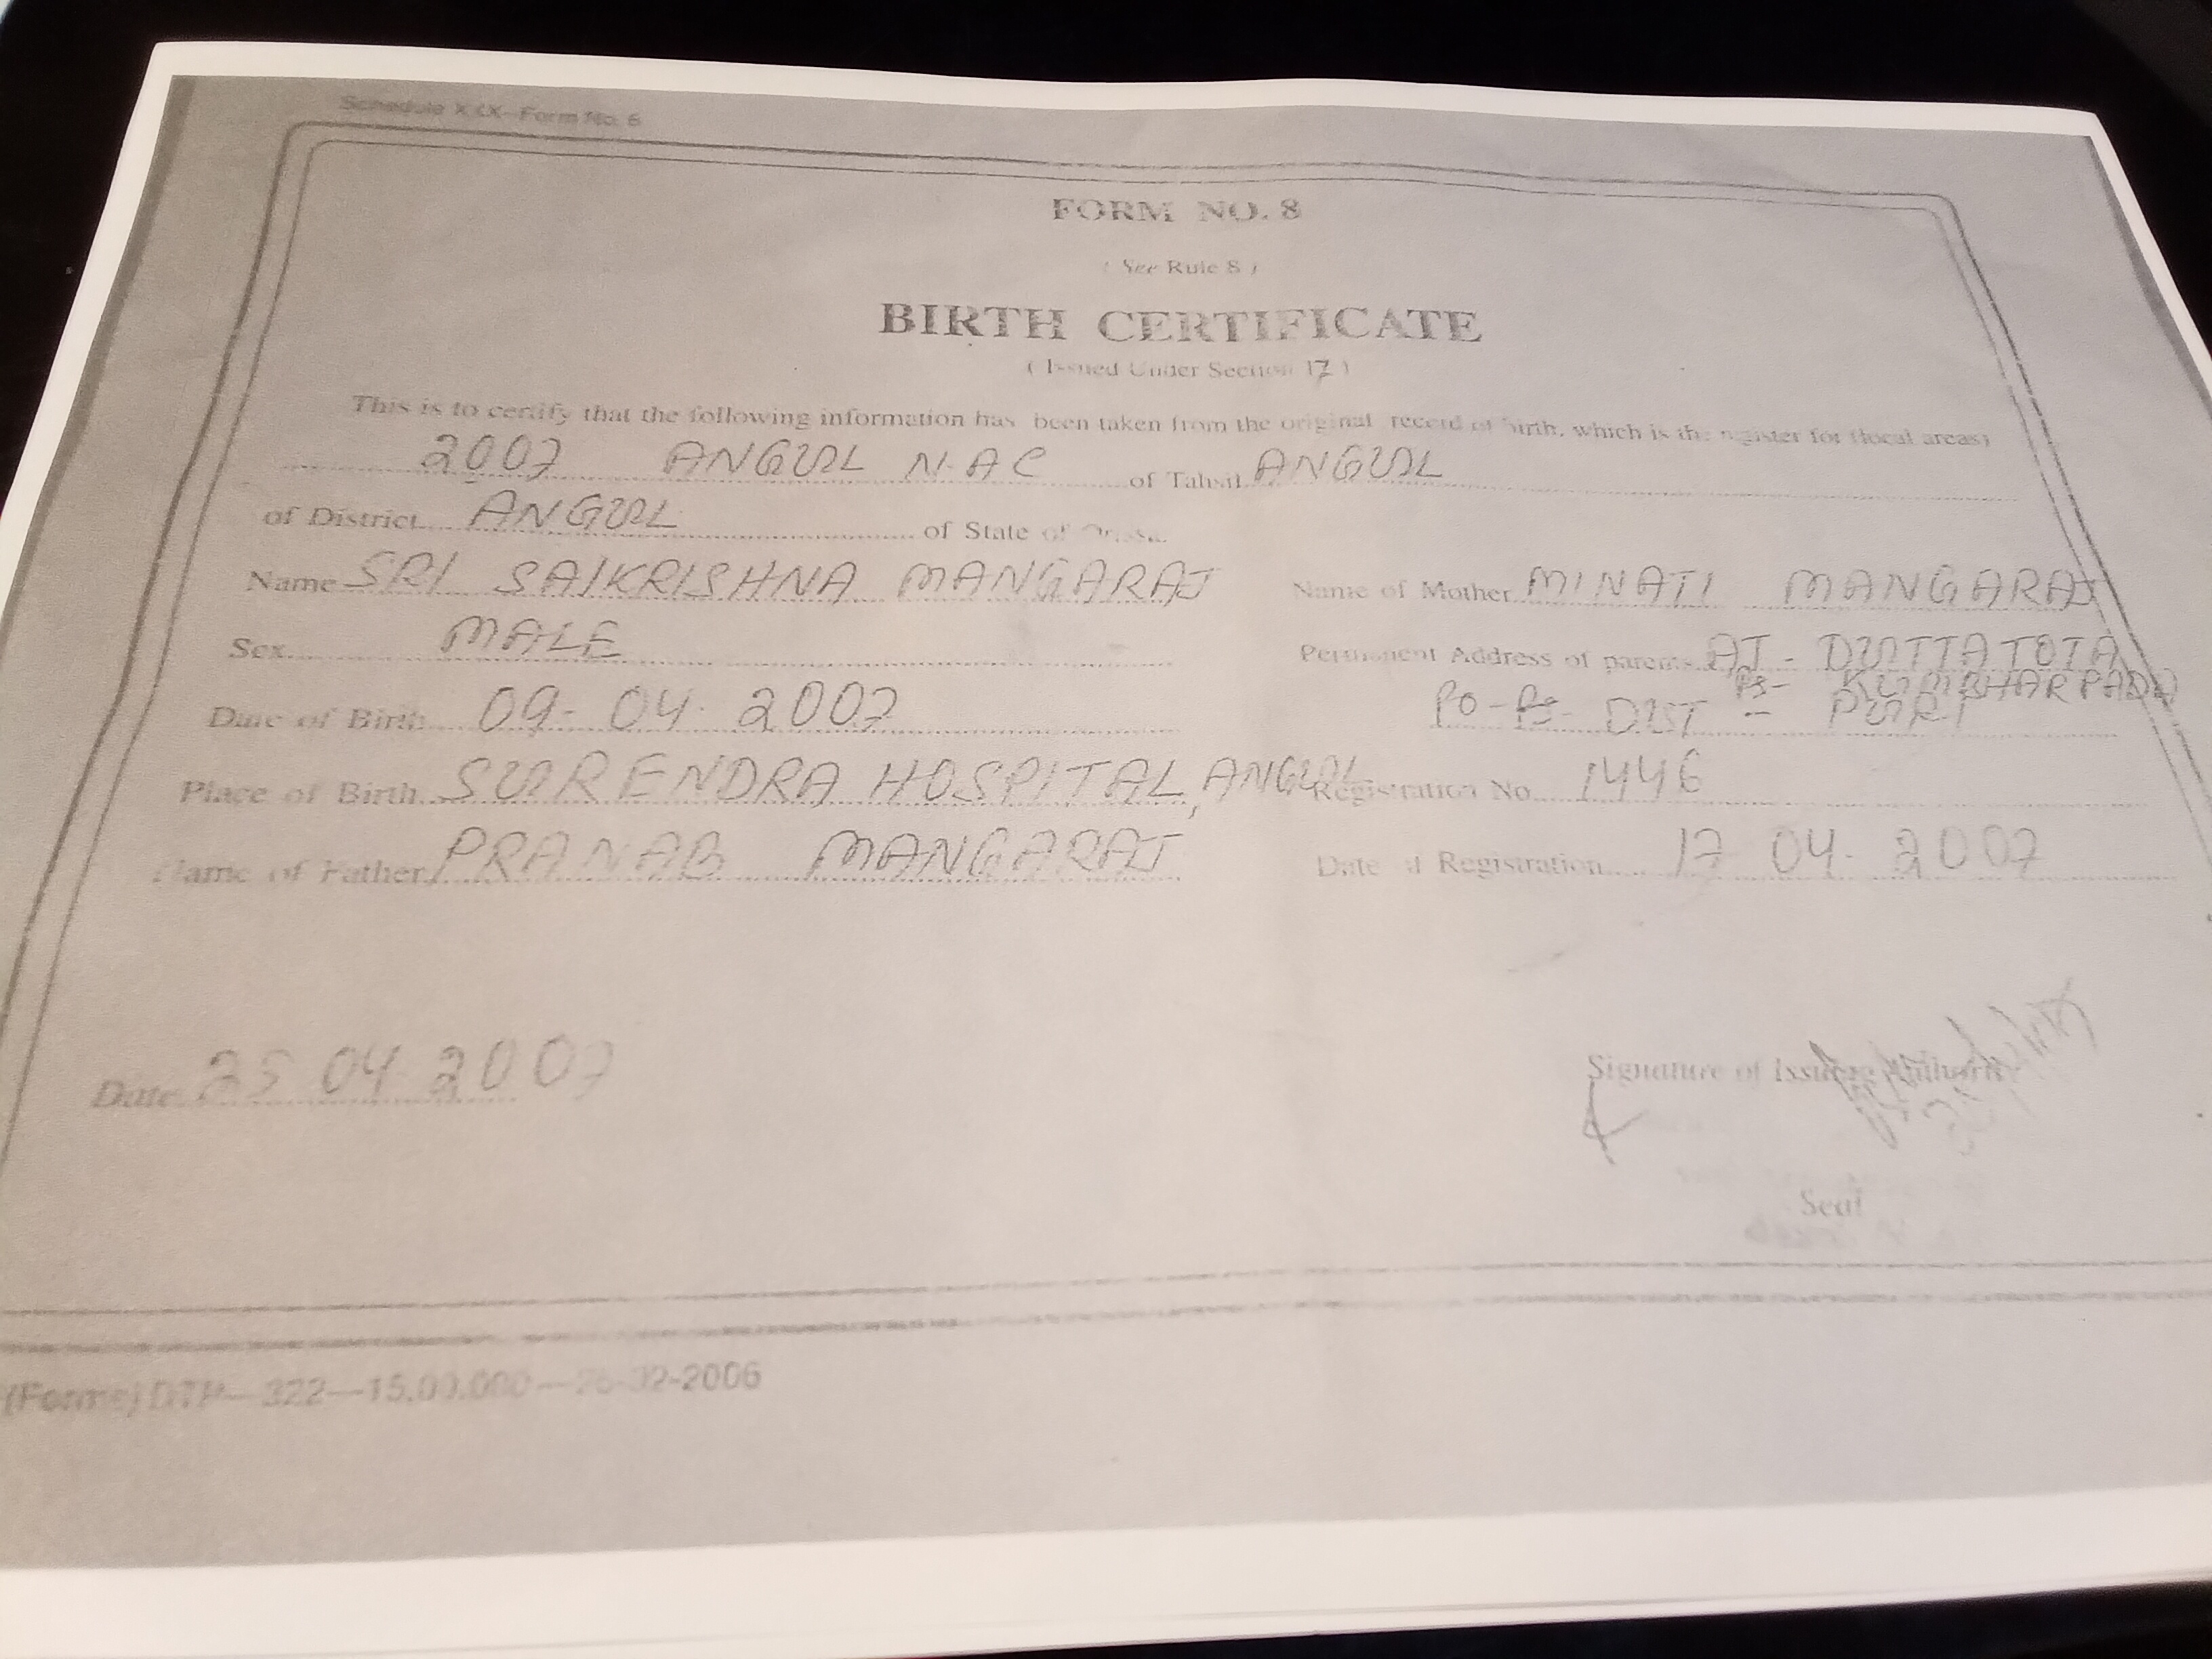 Schedule XXX-Form No. 6
FORM NO. 8
( See Rule 8 )
BIRTH CERTIFICATE
( Issued Under Section 17 )
This is to certify that the following information has been taken from the original record of birth, which is the register for (local areas)
2007 ANGUL N.A.C of Tahsil ANGUL
of District ANGUL of State of Orissa.
Name SRI SAIKRISHNA MANGARAJ
Sex MALE
Date of Birth 09-04-2007
Place of Birth SURENDRA HOSPITAL, ANGUL
Name of Father PRANAB MANGARAJ
Name of Mother MINATI MANGARAJ
Permanent Address of parents AT - DUTTATOTA
PS- KUMBHARPADA
PO - DIST - PURI
Registration No. 1446
Date of Registration 17 04. 2007
Date 25 04 2007
Signature of Issuing Authority
Seal
(Forms) DTP— 322—15,00,000— -2006